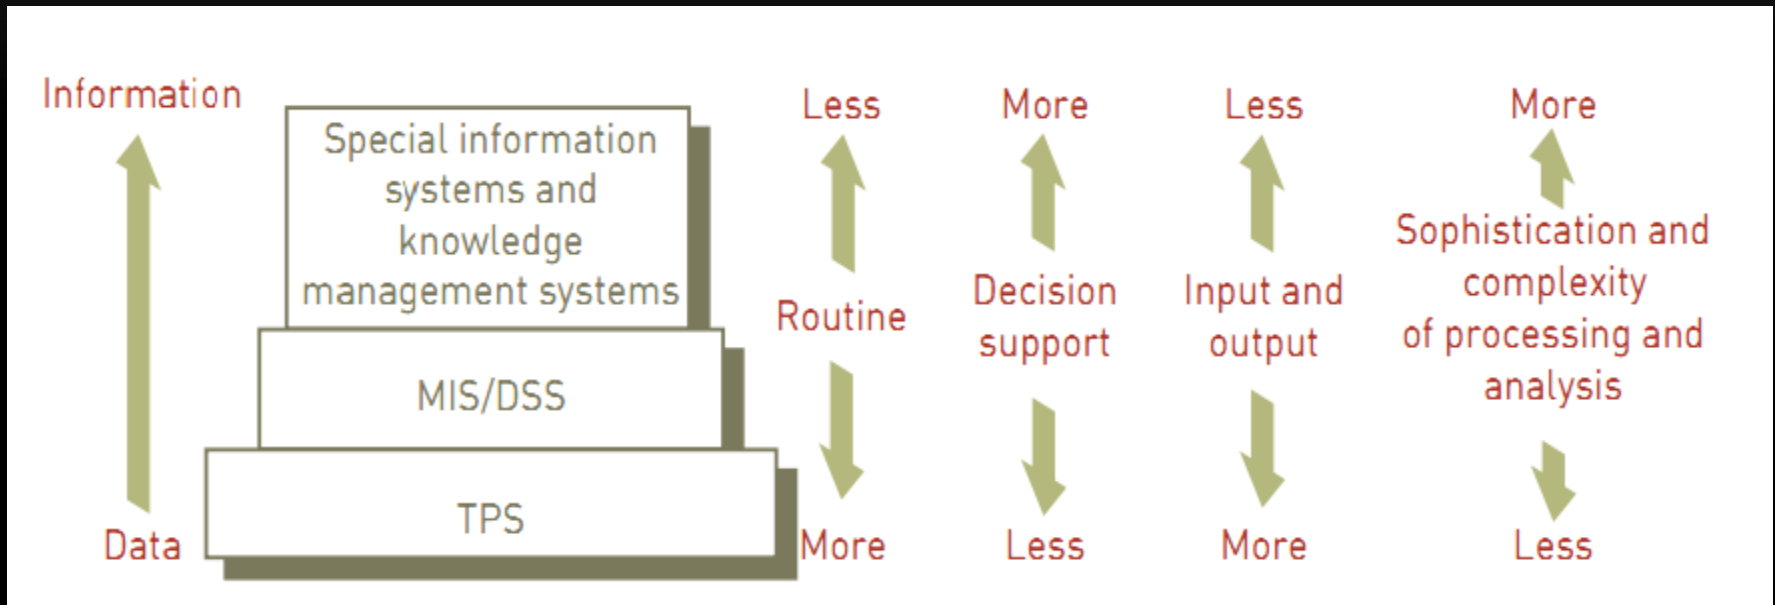 Information
Data
Special information
systems and
knowledge
management systems
MIS/DSS
TPS
Less
Routine
More
More
Decision
support
Less
Less
Input and
output
More
More
Sophistication and
complexity
of processing and
analysis
Less